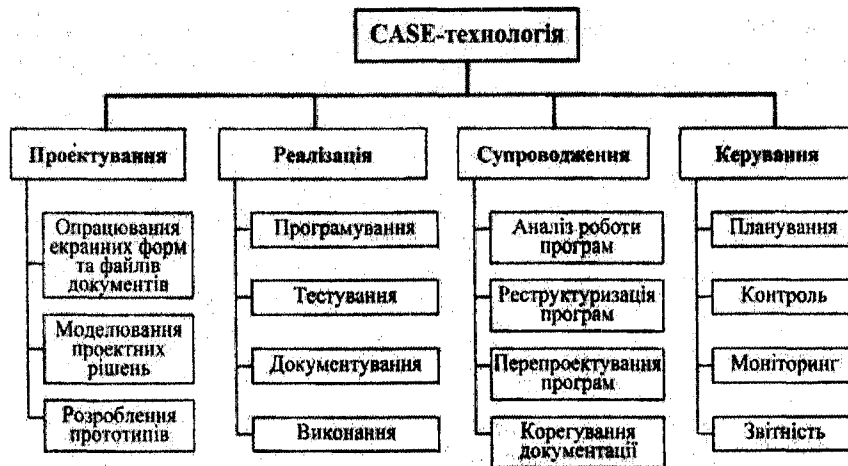 CASE-технологія
Проектування
Опрацювання
екранних форм
та файлів
документів
Моделювання
проектних
рішень
Розроблення
прототипів
Реалізація
Програмування
Тестування
Документування
Виконання
Супроводження
Аналіз роботи
програм
Реструктуризація
програм
Перепроектування
програм
Корегування
документації
Керування
Планування
Контроль
Моніторинг
Звітність